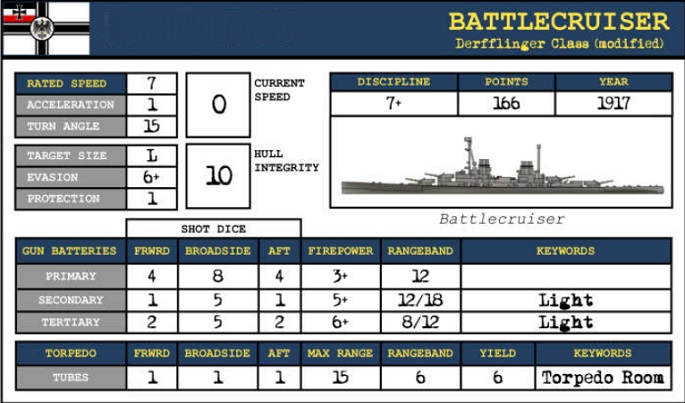 BATTLECRUISER
Derfflinger Class (modified)
RATED SPEED 7
ACCELERATION 1
TURN ANGLE 15
0 CURRENT SPEED
TARGET SIZE L
EVASION 6+
PROTECTION 1
10 HULL INTEGRITY
DISCIPLINE POINTS YEAR
7+ 166 1917
Battlecruiser
SHOT DICE
GUN BATTERIES FRWRD BROADSIDE AFT FIREPOWER RANGEBAND KEYWORDS
PRIMARY 4 8 4 3+ 12
SECONDARY 1 5 1 5+ 12/18 Light
TERTIARY 2 5 2 6+ 8/12 Light
TORPEDO FRWRD BROADSIDE AFT MAX RANGE RANGEBAND YIELD KEYWORDS
TUBES 1 1 1 15 6 6 Torpedo Room